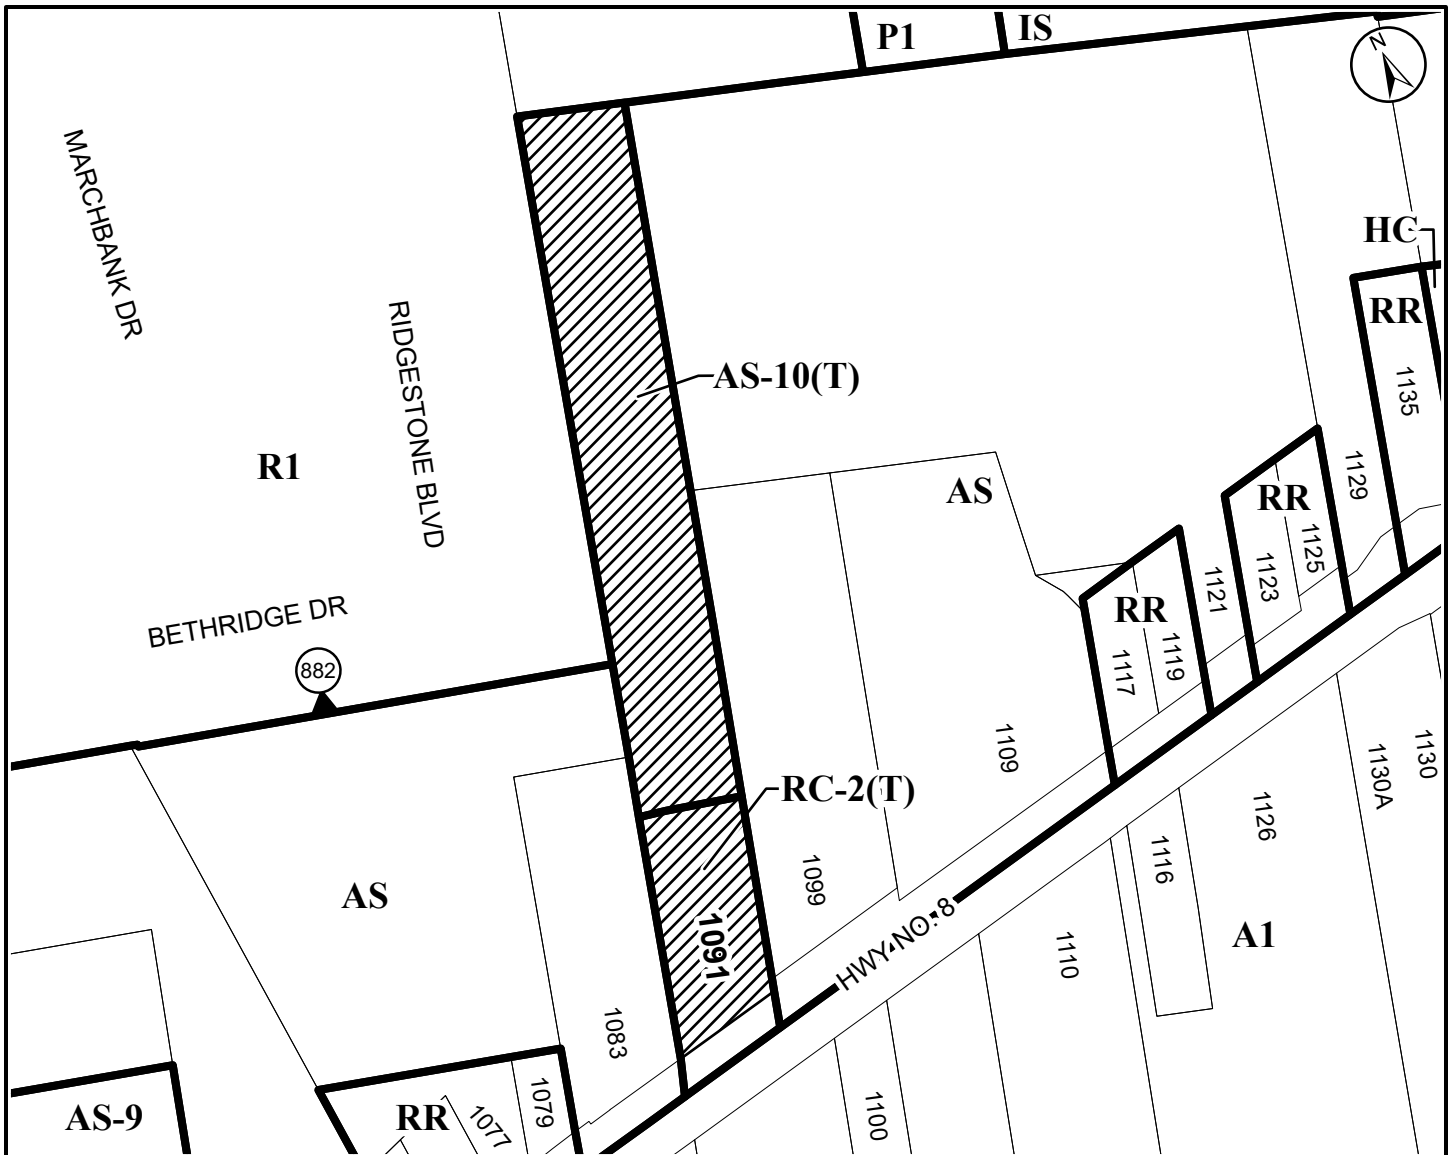 P1
IS
N
MARCHBANK DR
HC
RR
RIDGESTONE BLVD
AS-10(T)
1135
R1
AS
1129
RR
1125
1123
1121
RR
1119
1117
BETHRIDGE DR
882
1109
1130
1130A
RC-2(T)
1126
1116
1099
AS
HWY NO. 8
A1
1091
1110
1083
AS-9
RR
1077
1079
1100